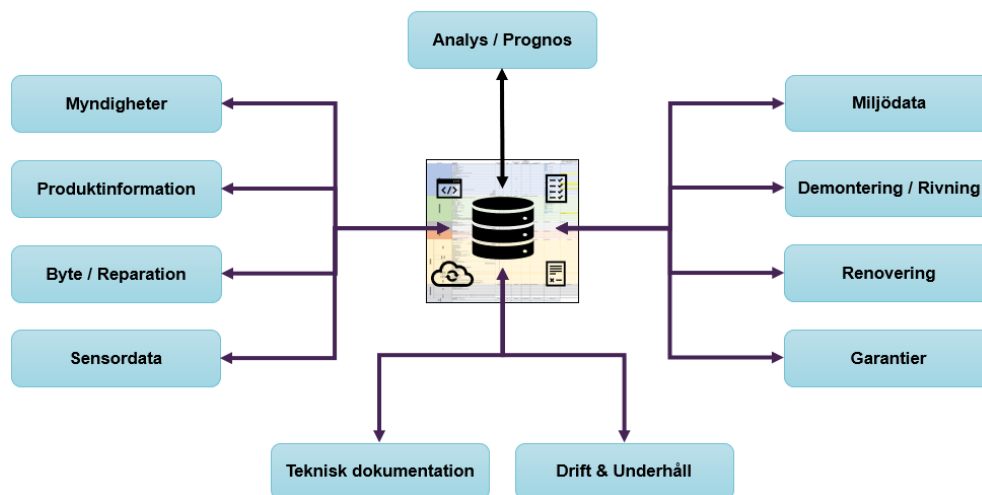 Analys / Prognos
Myndigheter
Miljödata
Produktinformation
Demontering / Rivning
Byte / Reparation
Renovering
Sensordata
Garantier
Teknisk dokumentation
Drift & Underhåll